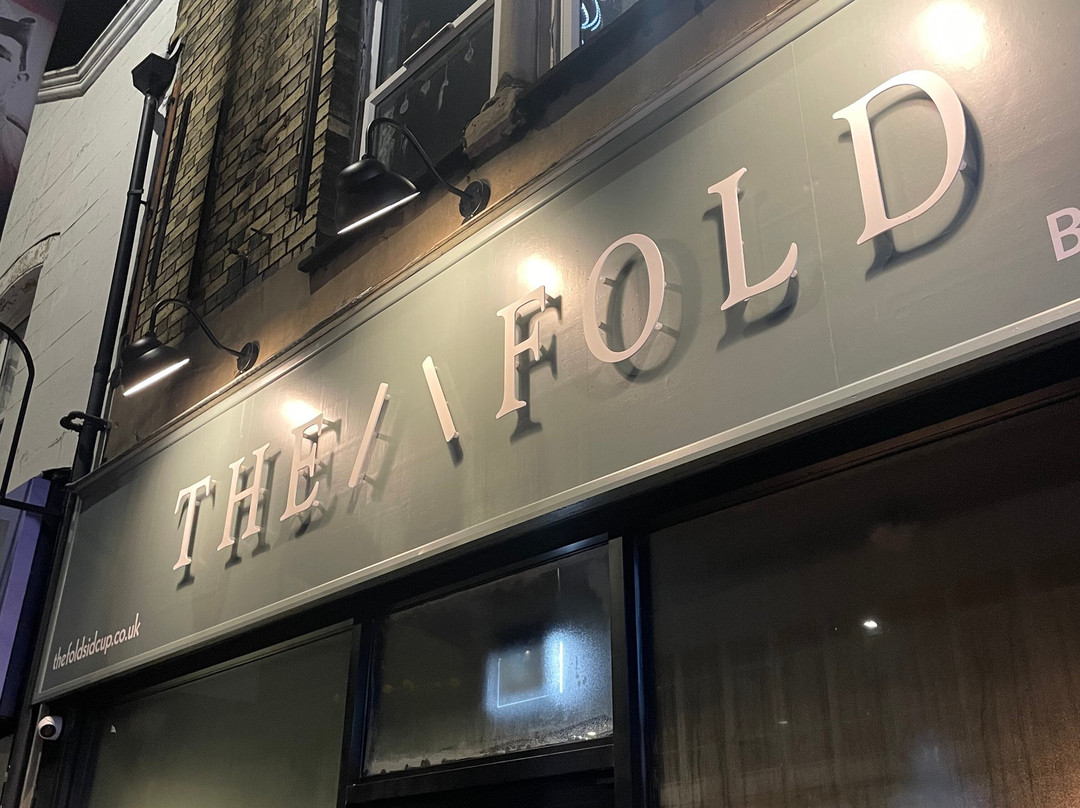 THE /\ FOLD
B
thefoldsidcup.co.uk